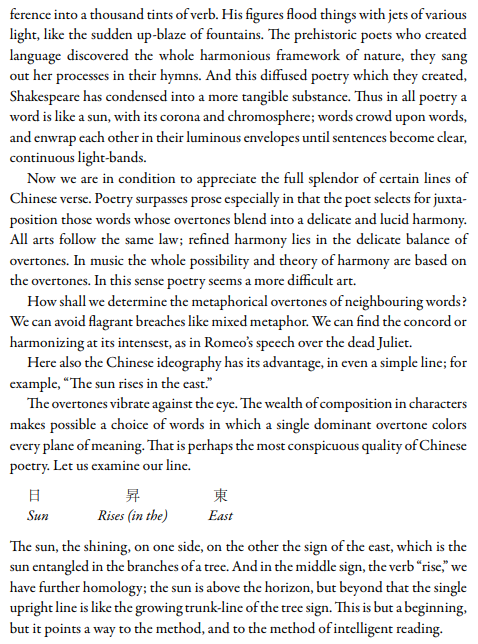 ference into a thousand tints of verb. His figures flood things with jets of various
light, like the sudden up-blaze of fountains. The prehistoric poets who created
language discovered the whole harmonious framework of nature, they sang
out her processes in their hymns. And this diffused poetry which they created,
Shakespeare has condensed into a more tangible substance. Thus in all poetry a
word is like a sun, with its corona and chromosphere; words crowd upon words,
and enwrap each other in their luminous envelopes until sentences become clear,
continuous light-bands.
Now we are in condition to appreciate the full splendor of certain lines of
Chinese verse. Poetry surpasses prose especially in that the poet selects for juxta-
position those words whose overtones blend into a delicate and lucid harmony.
All arts follow the same law; refined harmony lies in the delicate balance of
overtones. In music the whole possibility and theory of harmony are based on
the overtones. In this sense poetry seems a more difficult art.
How shall we determine the metaphorical overtones of neighbouring words?
We can avoid flagrant breaches like mixed metaphor. We can find the concord or
harmonizing at its intensest, as in Romeo's speech over the dead Juliet.
Here also the Chinese ideography has its advantage, in even a simple line; for
example, “The sun rises in the east.”
The overtones vibrate against the eye. The wealth of composition in characters
makes possible a choice of words in which a single dominant overtone colors
every plane of meaning. That is perhaps the most conspicuous quality of Chinese
poetry. Let us examine our line.
日 昇 東
Sun Rises (in the) East
The sun, the shining, on one side, on the other the sign of the east, which is the
sun entangled in the branches of a tree. And in the middle sign, the verb “rise,” we
have further homology; the sun is above the horizon, but beyond that the single
upright line is like the growing trunk-line of the tree sign. This is but a beginning,
but it points a way to the method, and to the method of intelligent reading.